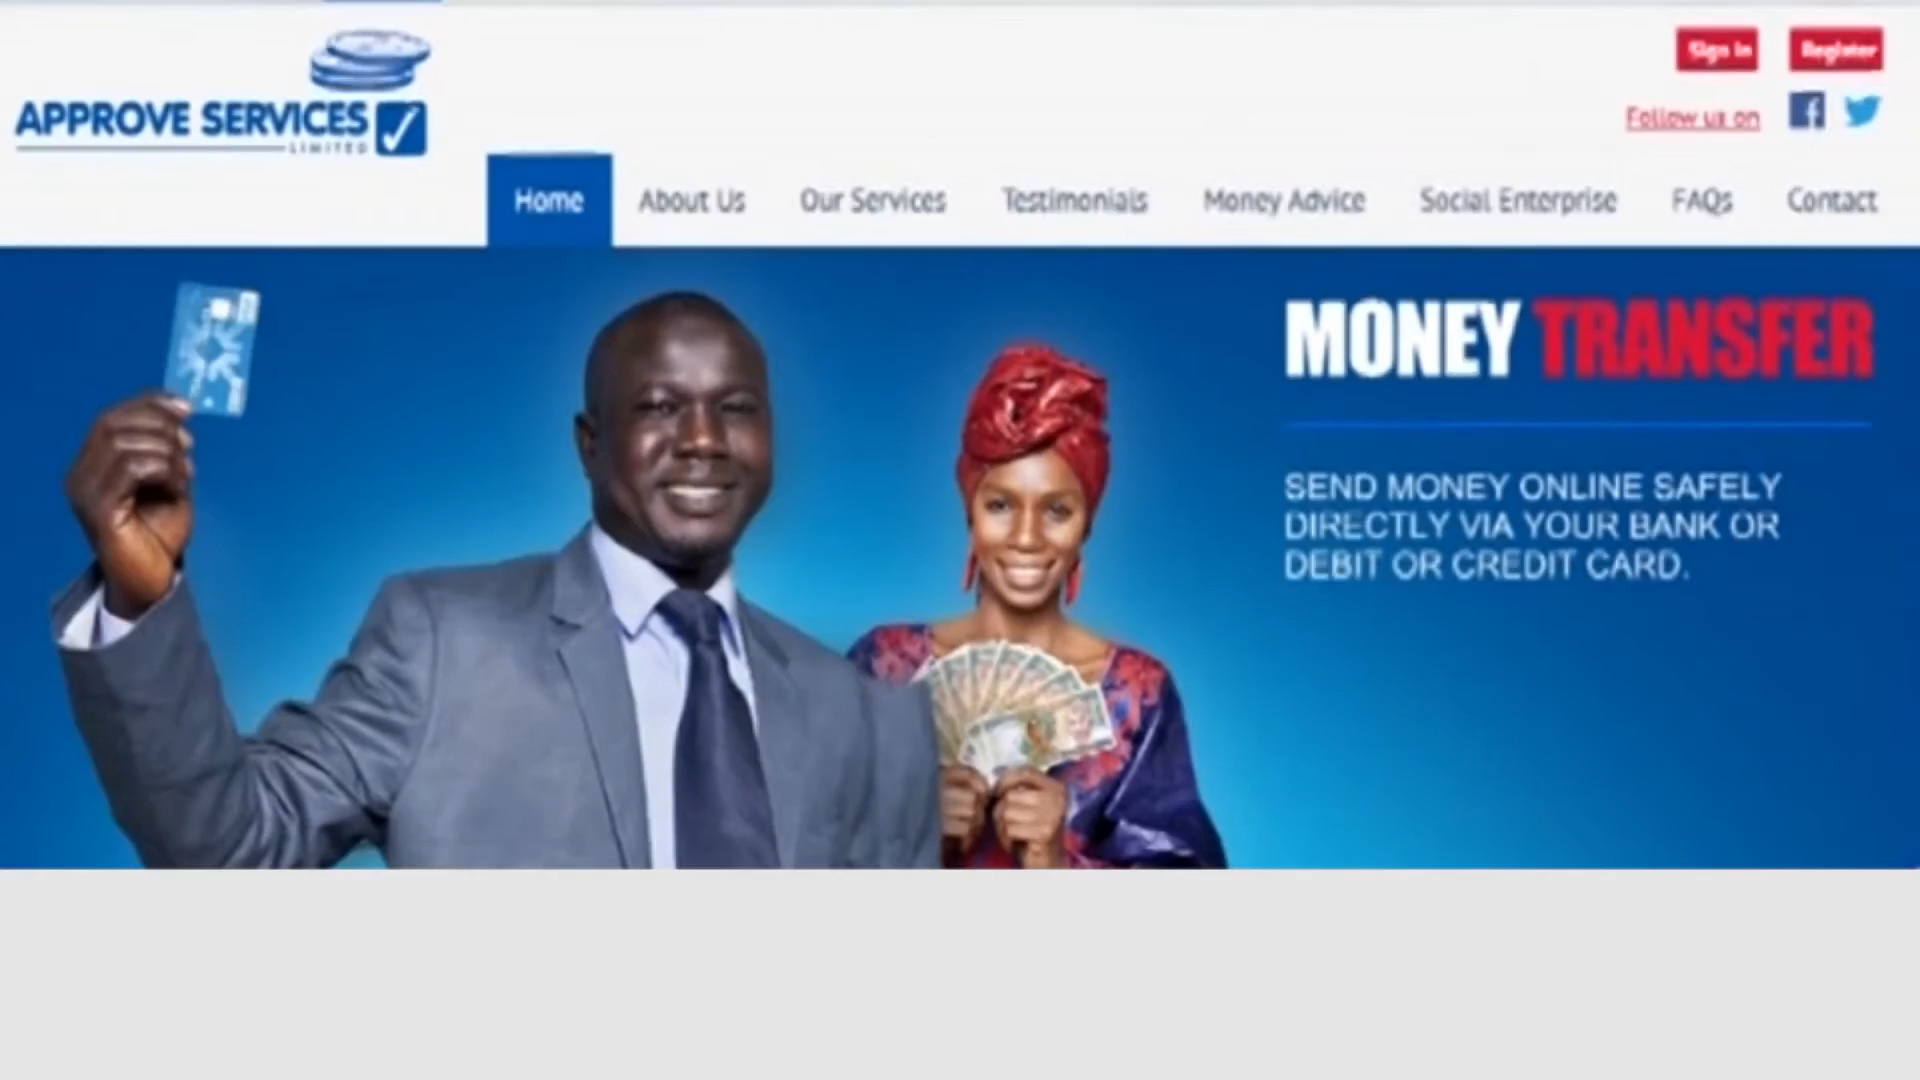 APPROVE SERVICES
LIMITED
Sign In
Register
Follow us on
Home
About Us
Our Services
Testimonials
Money Advice
Social Enterprise
FAQs
Contact
MONEY TRANSFER
SEND MONEY ONLINE SAFELY
DIRECTLY VIA YOUR BANK OR
DEBIT OR CREDIT CARD.